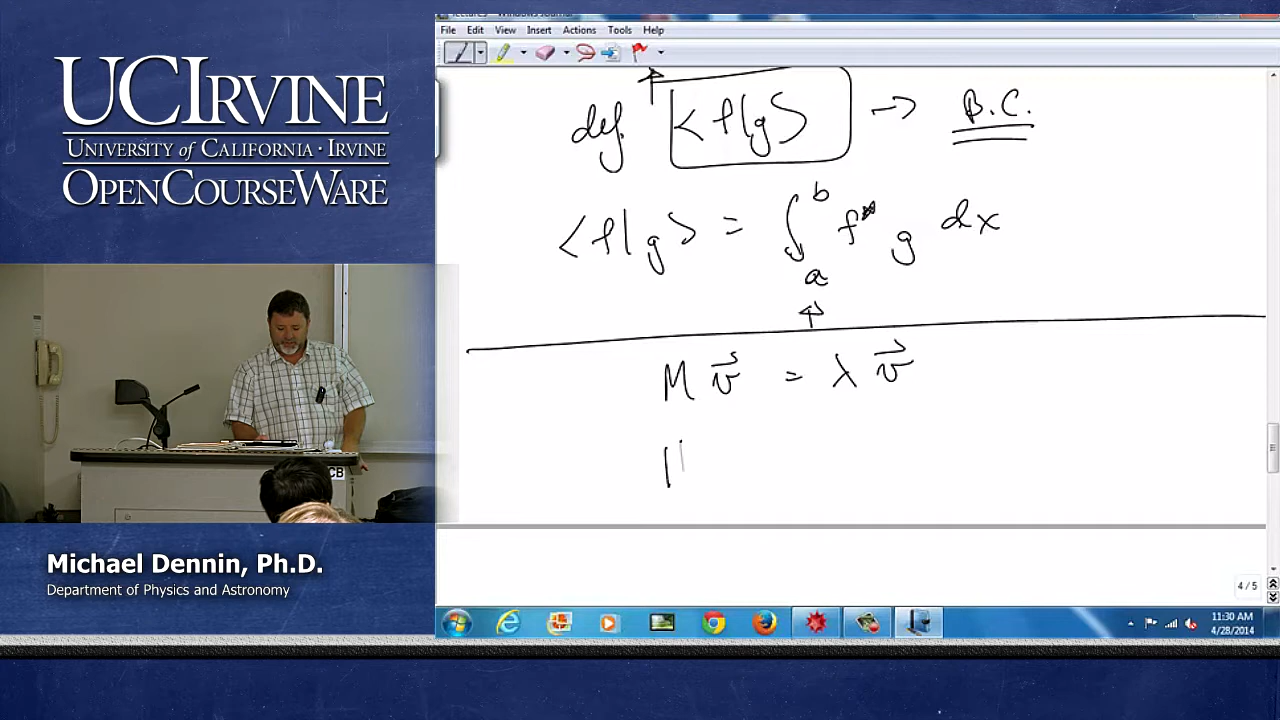 UCIRVINE
UNIVERSITY of CALIFORNIA · IRVINE
OPENCOURSEWARE
File Edit View Insert Actions Tools Help
def. <f|g> → B.C.
<f|g> = ∫ₐᵇ f* g dx
M v⃗ = λ v⃗
CB
4 / 5
Michael Dennin, Ph.D.
Department of Physics and Astronomy
11:30 AM
4/28/2014